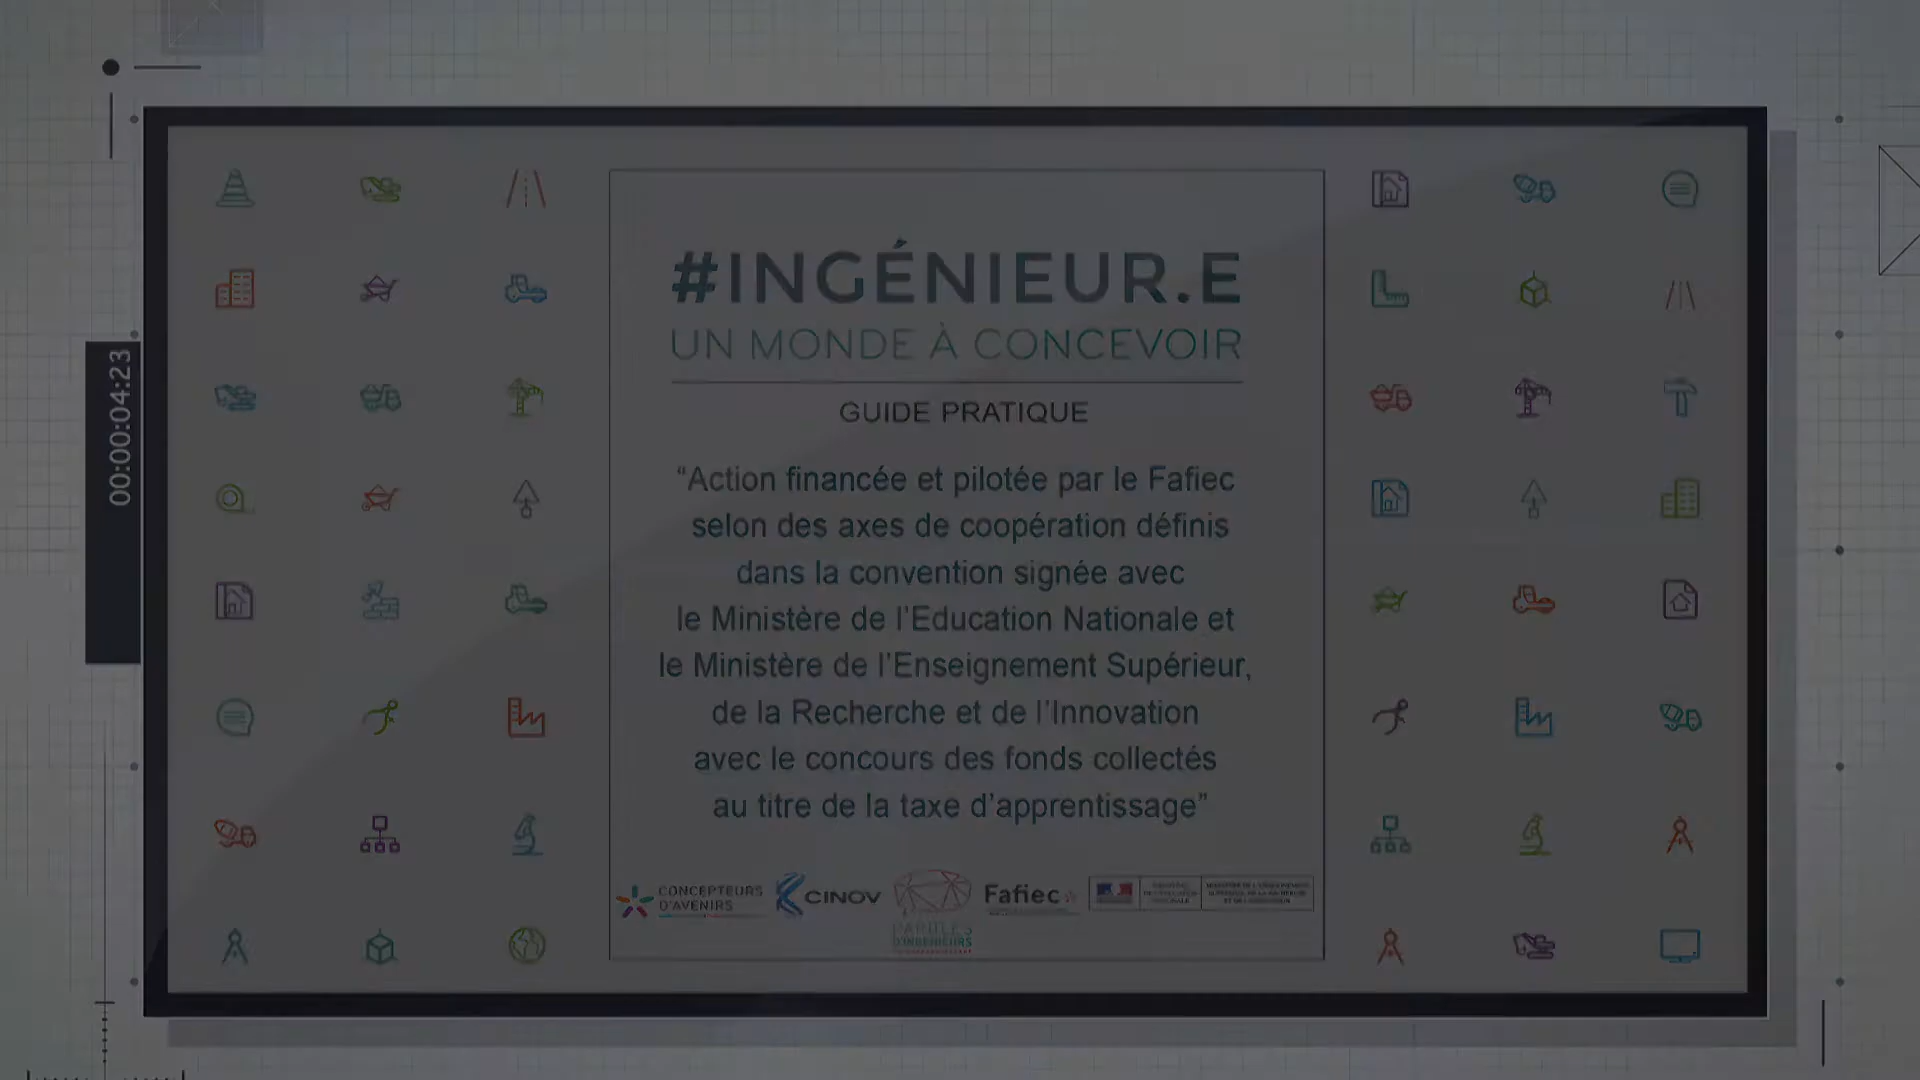 00:00:04:23
#INGÉNIEUR.E
UN MONDE À CONCEVOIR
GUIDE PRATIQUE
“Action financée et pilotée par le Fafiec
selon des axes de coopération définis
dans la convention signée avec
le Ministère de l’Education Nationale et
le Ministère de l’Enseignement Supérieur,
de la Recherche et de l’Innovation
avec le concours des fonds collectés
au titre de la taxe d’apprentissage”
CONCEPTEURS
D’AVENIRS
CINOV
PAROLES
D’INGÉNIEURS
Fafiec